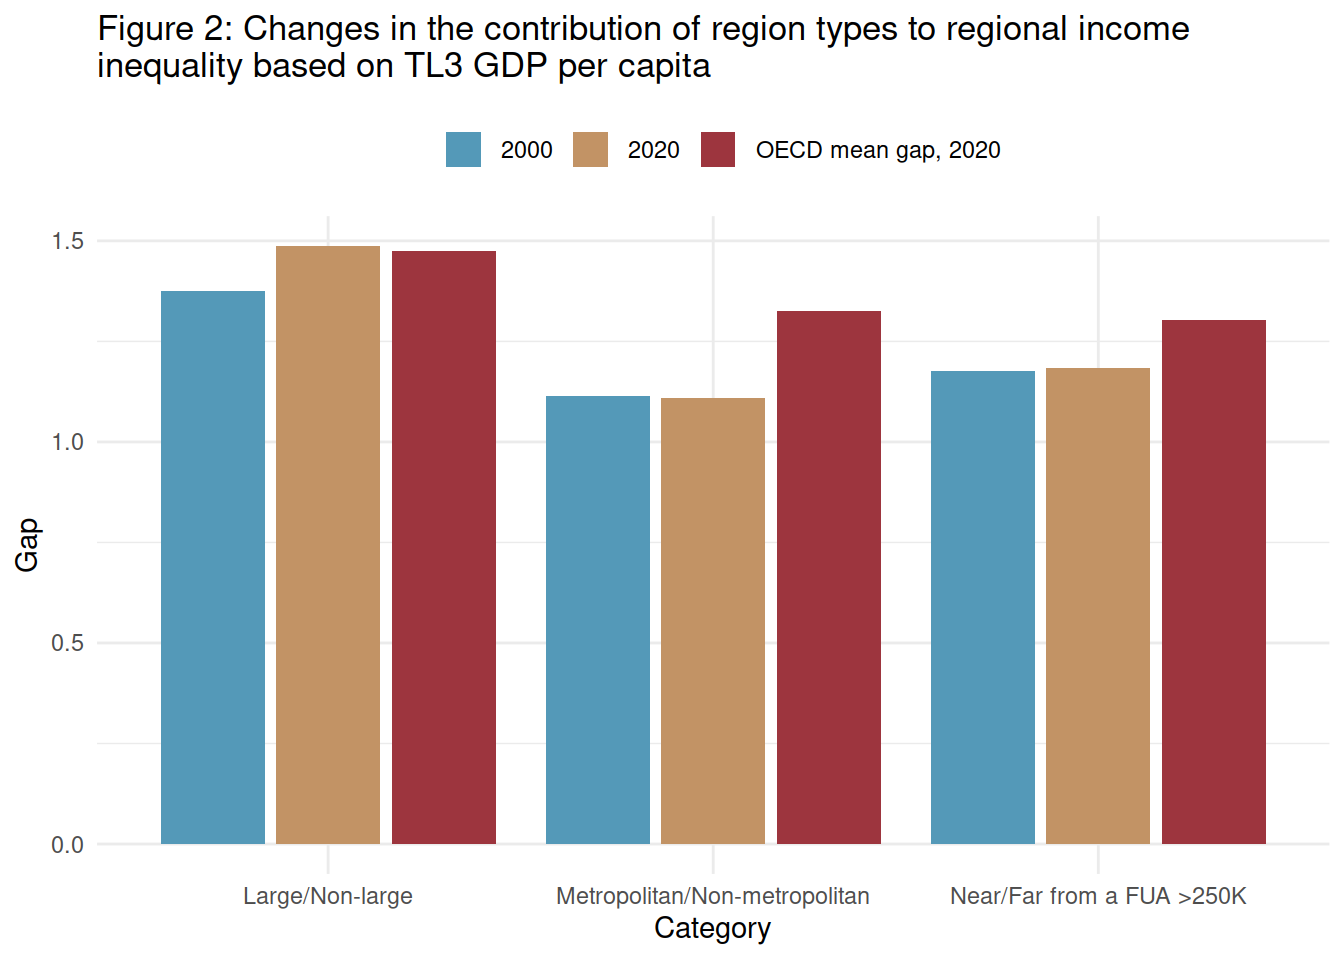 Figure 2: Changes in the contribution of region types to regional income
inequality based on TL3 GDP per capita
2000 2020 OECD mean gap, 2020
1.5
1.0
0.5
0.0
Gap
Large/Non-large Metropolitan/Non-metropolitan Near/Far from a FUA >250K
Category